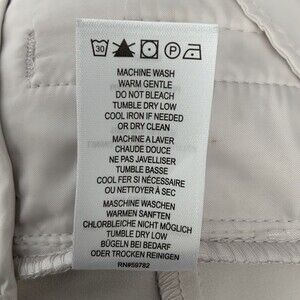 30
P
MACHINE WASH
WARM GENTLE
DO NOT BLEACH
TUMBLE DRY LOW
COOL IRON IF NEEDED
OR DRY CLEAN
MACHINE A LAVER
CHAUDE DOUCE
NE PAS JAVELLISER
TUMBLE BASSE
COOL FER SI NÉCESSAIRE
OU NETTOYER À SEC
MASCHINE WASCHEN
WARMEN SANFTEN
CHLORBLEICHE NICHT MÖGLICH
TUMBLE DRY LOW
BÜGELN BEI BEDARF
ODER TROCKEN REINIGEN
RN#59782